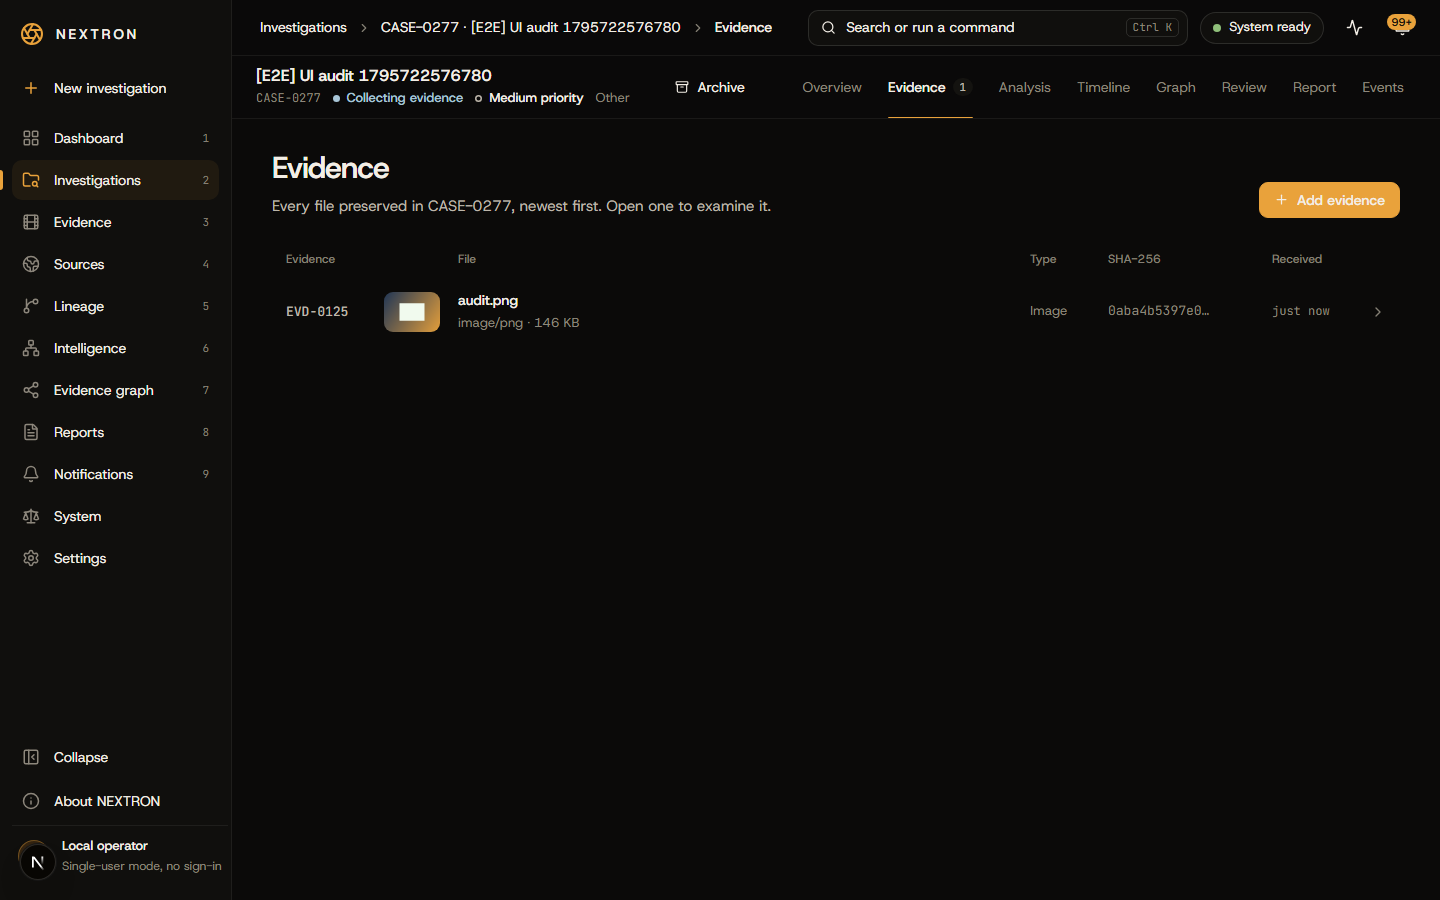 NEXTRON
New investigation
Dashboard 1
Investigations 2
Evidence 3
Sources 4
Lineage 5
Intelligence 6
Evidence graph 7
Reports 8
Notifications 9
System
Settings
Collapse
About NEXTRON
N
Local operator
Single-user mode, no sign-in
Investigations > CASE-0277 · [E2E] UI audit 1795722576780 > Evidence
Search or run a command Ctrl K
System ready
99+
[E2E] UI audit 1795722576780
CASE-0277 Collecting evidence Medium priority Other
Archive
Overview Evidence 1 Analysis Timeline Graph Review Report Events
Evidence
Every file preserved in CASE-0277, newest first. Open one to examine it.
+ Add evidence
Evidence File Type SHA-256 Received
EVD-0125 audit.png Image 0aba4b5397e0… just now
image/png · 146 KB